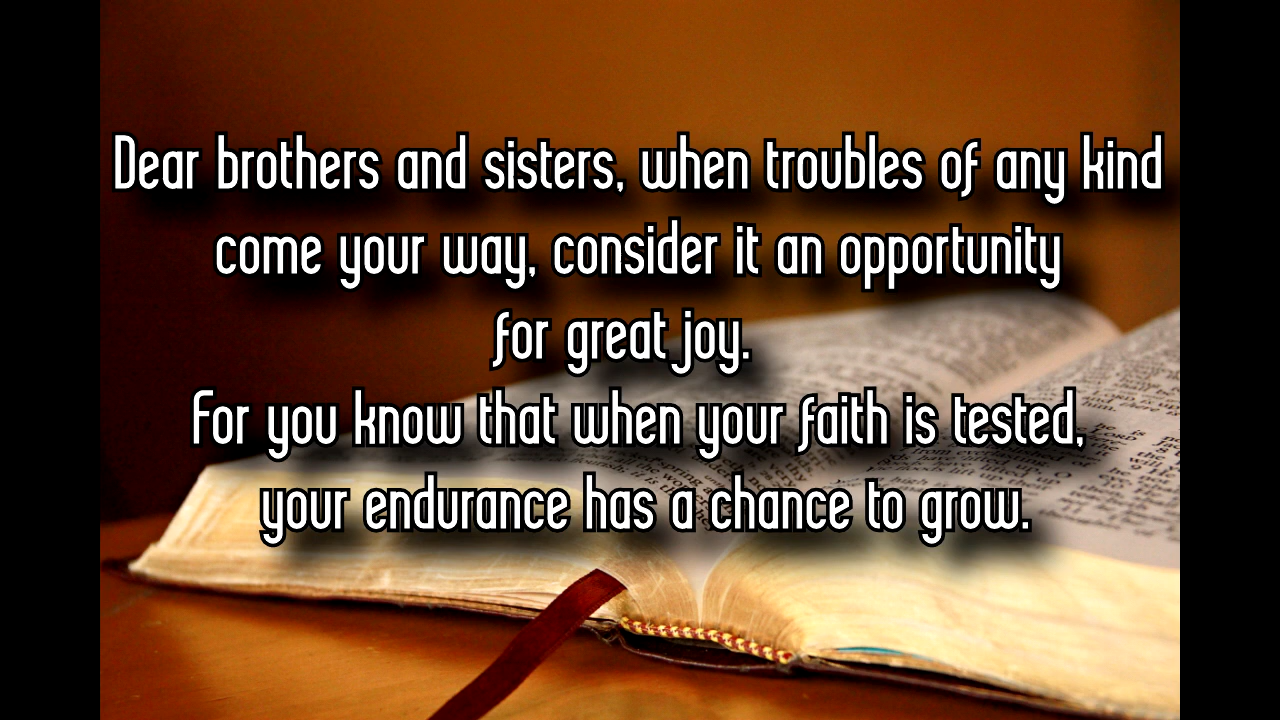 Dear brothers and sisters, when troubles of any kind
come your way, consider it an opportunity
for great joy.
For you know that when your faith is tested,
your endurance has a chance to grow.